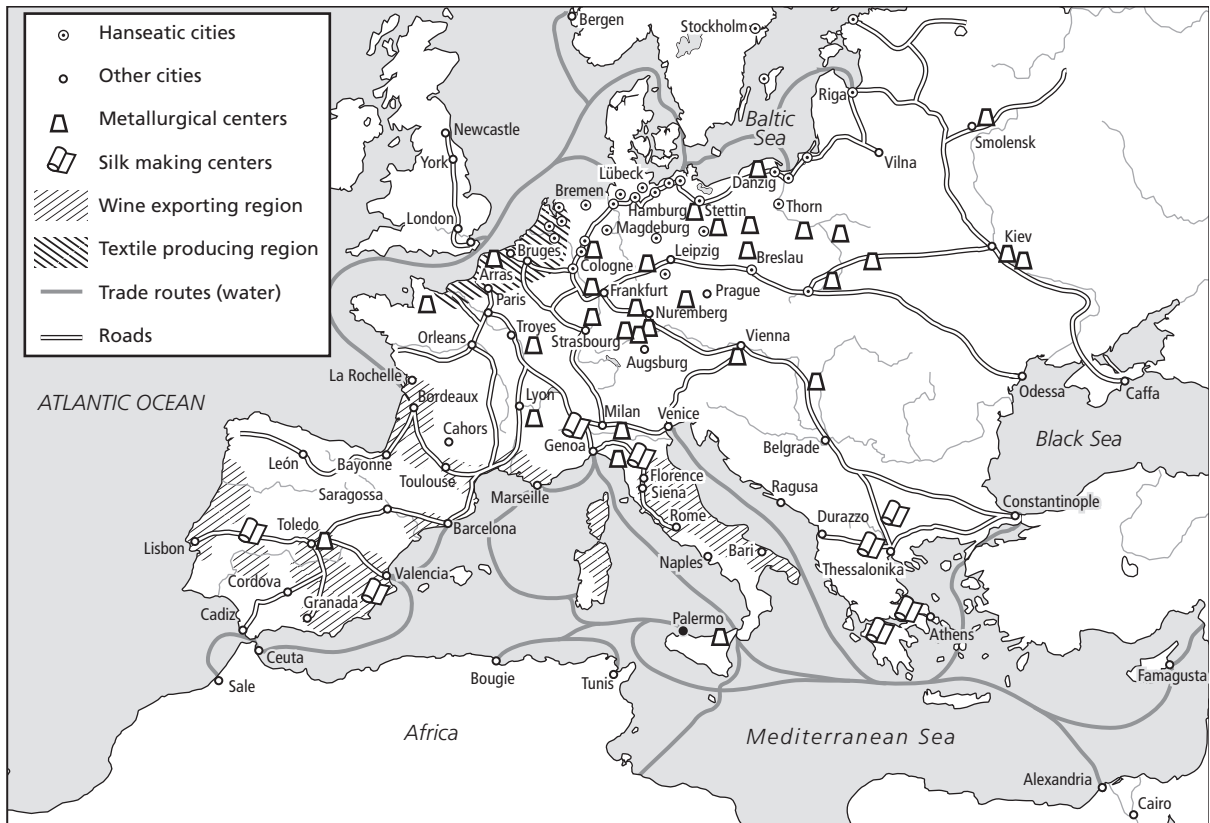 Hanseatic cities
Other cities
Metallurgical centers
Silk making centers
Wine exporting region
Textile producing region
Trade routes (water)
Roads
Bergen
Stockholm
Riga
Baltic
Sea
Smolensk
Newclastle
York
Vilna
Lübeck
Danzig
Bremen
Thorn
London
Hamburg
Stettin
Magdeburg
Kiev
Bruges
Leipzig
Cologne
Breslau
Arras
Paris
Frankfurt
Prague
Nuremberg
Troyes
Orleans
Strasbourg
Vienna
Augsburg
La Rochelle
Odessa
Caffa
ATLANTIC OCEAN
Bordeaux
Lyon
Milan
Venice
Cahors
Genoa
Belgrade
Black Sea
León
Bayonne
Toulouse
Florence
Siena
Saragossa
Marseille
Ragusa
Constantinople
Rome
Durazzo
Toledo
Barcelona
Lisbon
Naples
Bari
Thessalonika
Valencia
Cordova
Granada
Cadiz
Palermo
Athens
Ceuta
Sale
Bougie
Tunis
Famagusta
Africa
Mediterranean Sea
Alexandria
Cairo